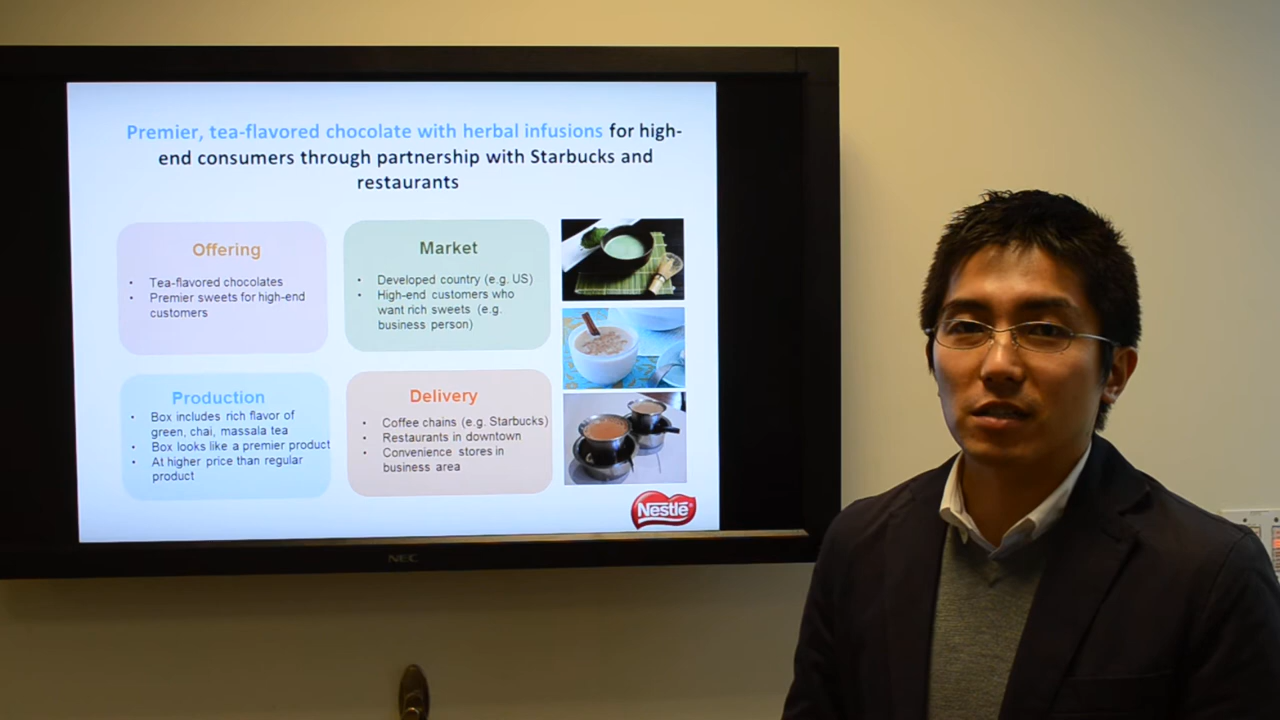 Premier, tea-flavored chocolate with herbal infusions for high-
end consumers through partnership with Starbucks and
restaurants
Offering
• Tea-flavored chocolates
• Premier sweets for high-end
customers
Market
• Developed country (e.g. US)
• High-end customers who
want rich sweets (e.g.
business person)
Production
• Box includes rich flavor of
green, chai, massala tea
• Box looks like a premier product
• At higher price than regular
product
Delivery
• Coffee chains (e.g. Starbucks)
• Restaurants in downtown
• Convenience stores in
business area
Nestlé
NEC